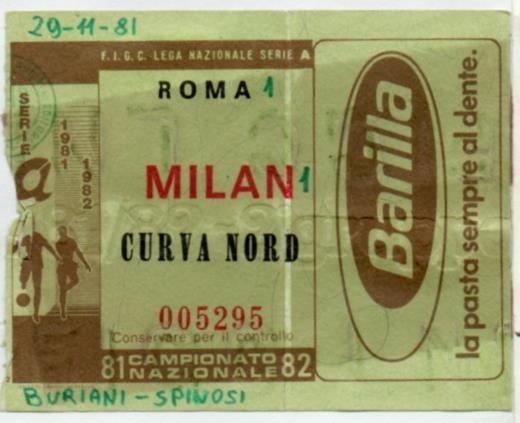 29-11-81
F.I.G.C. LEGA NAZIONALE SERIE A
SERIE
a
1981
1982
ROMA 1
MILAN 1
CURVA NORD
005295
Conservare per il controllo
81 CAMPIONATO NAZIONALE 82
Barilla
la pasta sempre al dente.
BURIANI - SPINOSI